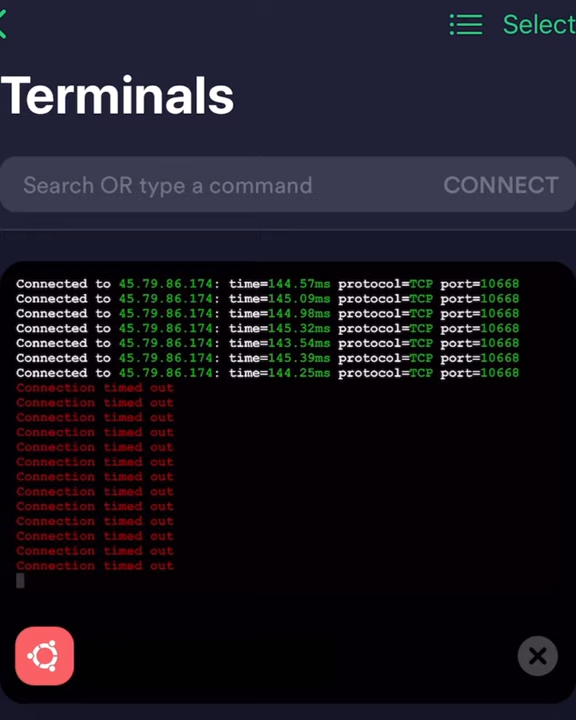 Select
Terminals
Search OR type a command
CONNECT
Connected to 45.79.86.174: time=144.57ms protocol=TCP port=10668
Connected to 45.79.86.174: time=145.09ms protocol=TCP port=10668
Connected to 45.79.86.174: time=144.98ms protocol=TCP port=10668
Connected to 45.79.86.174: time=145.32ms protocol=TCP port=10668
Connected to 45.79.86.174: time=143.54ms protocol=TCP port=10668
Connected to 45.79.86.174: time=145.39ms protocol=TCP port=10668
Connected to 45.79.86.174: time=144.25ms protocol=TCP port=10668
Connection timed out
Connection timed out
Connection timed out
Connection timed out
Connection timed out
Connection timed out
Connection timed out
Connection timed out
Connection timed out
Connection timed out
Connection timed out
Connection timed out
Connection timed out